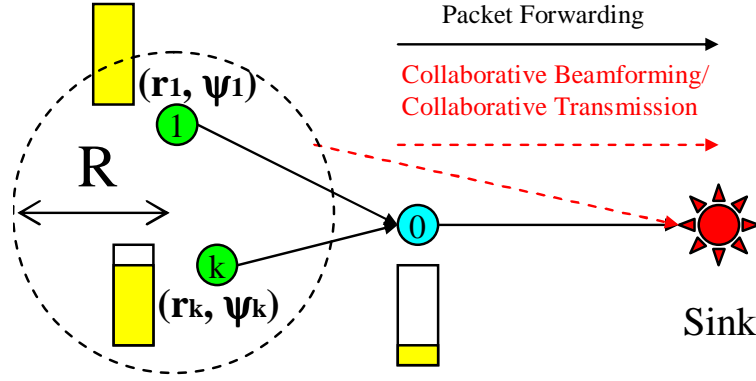 Packet Forwarding
Collaborative Beamforming/
Collaborative Transmission
(r1, ψ1)
1
R
0
k
(rk, ψk)
Sink